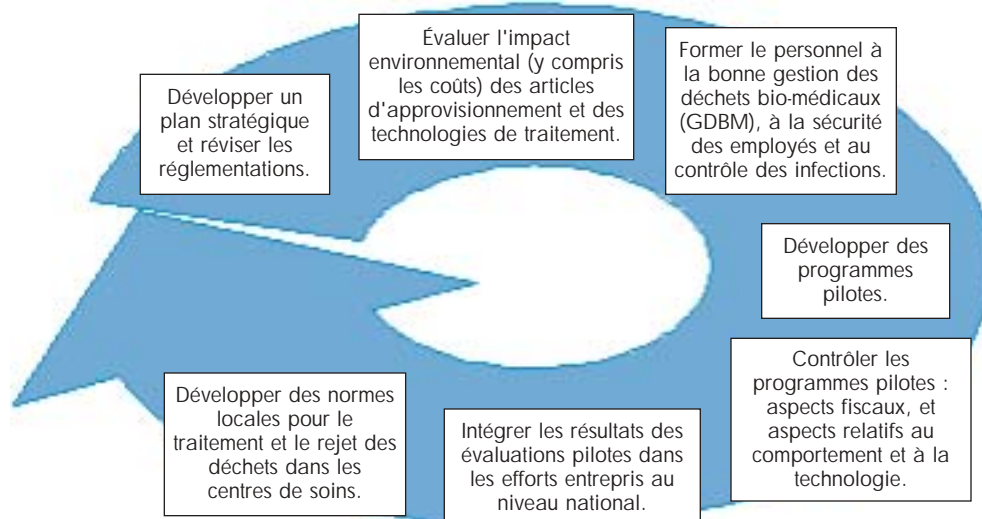 Développer un
plan stratégique
et réviser les
réglementations.
Évaluer l'impact
environnemental (y compris
les coûts) des articles
d'approvisionnement et des
technologies de traitement.
Former le personnel à
la bonne gestion des
déchets bio-médicaux
(GDBM), à la sécurité
des employés et au
contrôle des infections.
Développer des
programmes
pilotes.
Contrôler les
programmes pilotes :
aspects fiscaux, et
aspects relatifs au
comportement et à la
technologie.
Intégrer les résultats des
évaluations pilotes dans
les efforts entrepris au
niveau national.
Développer des normes
locales pour le
traitement et le rejet des
déchets dans les
centres de soins.